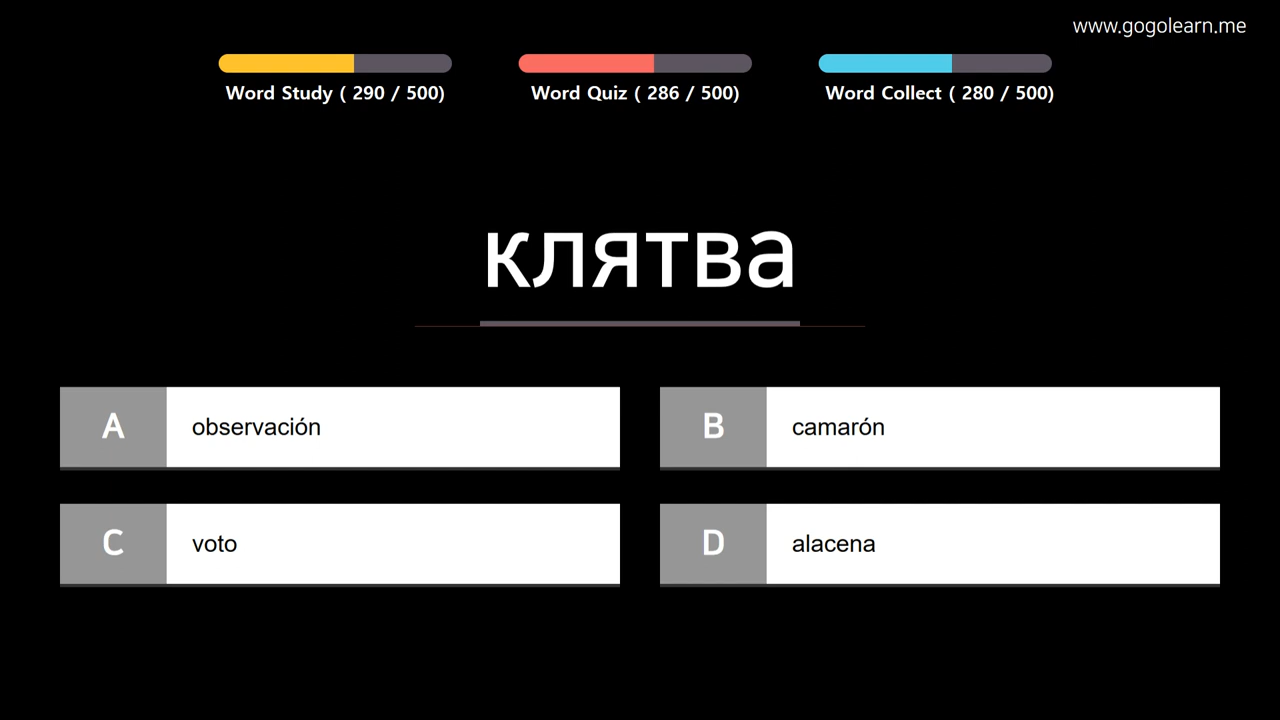 www.gogolearn.me
Word Study ( 290 / 500)
Word Quiz ( 286 / 500)
Word Collect ( 280 / 500)
клятва
A observación
B camarón
C voto
D alacena